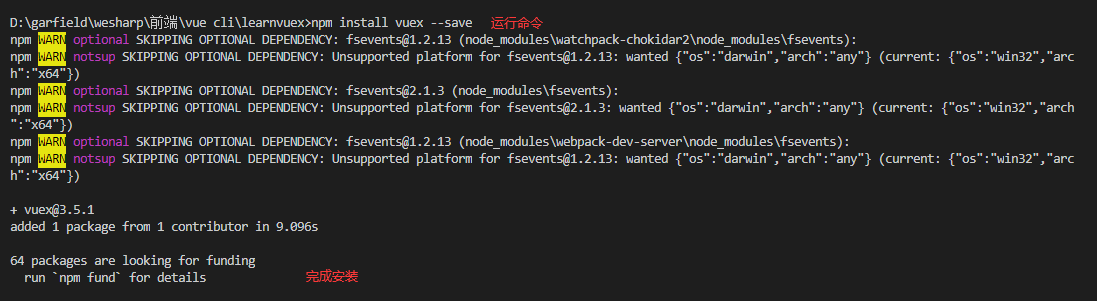 D:\garfield\wesharp\前端\vue cli\learnvuex>npm install vuex --save 运行命令
npm WARN optional SKIPPING OPTIONAL DEPENDENCY: fsevents@1.2.13 (node_modules\watchpack-chokidar2\node_modules\fsevents):
npm WARN notsup SKIPPING OPTIONAL DEPENDENCY: Unsupported platform for fsevents@1.2.13: wanted {"os":"darwin","arch":"any"} (current: {"os":"win32","arc
h":"x64"})
npm WARN optional SKIPPING OPTIONAL DEPENDENCY: fsevents@2.1.3 (node_modules\fsevents):
npm WARN notsup SKIPPING OPTIONAL DEPENDENCY: Unsupported platform for fsevents@2.1.3: wanted {"os":"darwin","arch":"any"} (current: {"os":"win32","arch
":"x64"})
npm WARN optional SKIPPING OPTIONAL DEPENDENCY: fsevents@1.2.13 (node_modules\webpack-dev-server\node_modules\fsevents):
npm WARN notsup SKIPPING OPTIONAL DEPENDENCY: Unsupported platform for fsevents@1.2.13: wanted {"os":"darwin","arch":"any"} (current: {"os":"win32","arc
h":"x64"})
+ vuex@3.5.1
added 1 package from 1 contributor in 9.096s
64 packages are looking for funding
run `npm fund` for details 完成安装